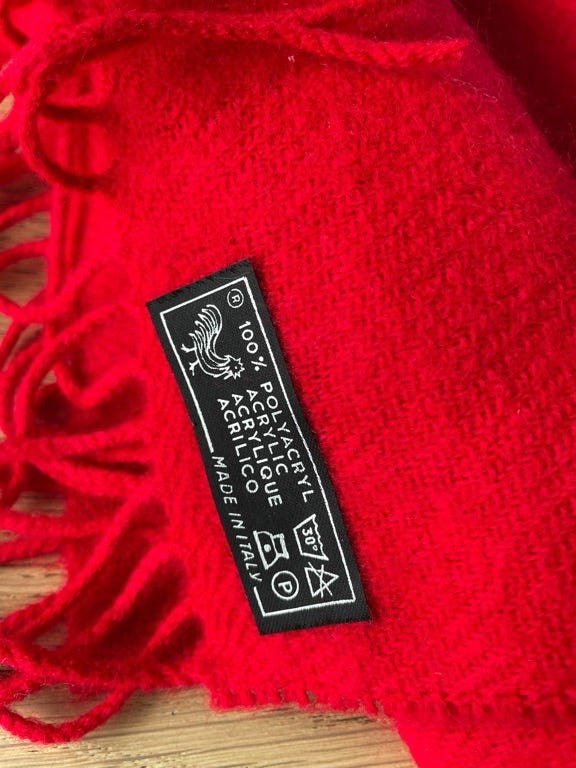 ®
100% POLYACRYL
ACRYLIC
ACRYLIQUE
ACRILICO
30°
P
MADE IN ITALY